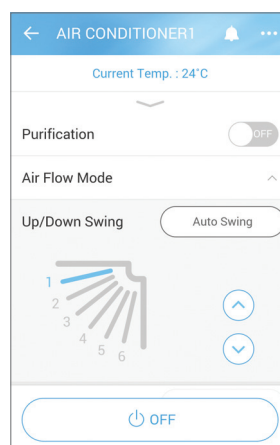 AIR CONDITIONER1
Current Temp. : 24°C
Purification
OFF
Air Flow Mode
Up/Down Swing
Auto Swing
1
2
3
4
5
6
OFF